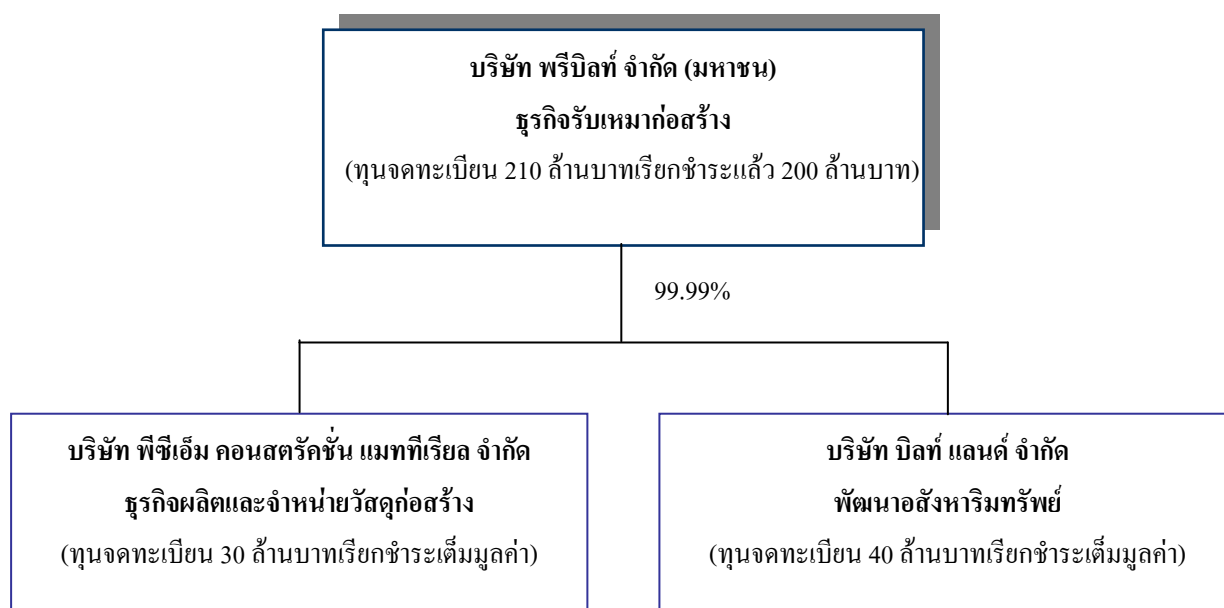 บริษัท พรีบิลท์ จำกัด (มหาชน)
ธุรกิจรับเหมาก่อสร้าง
(ทุนจดทะเบียน 210 ล้านบาทเรียกชำระแล้ว 200 ล้านบาท)
99.99%
บริษัท พีซีเอ็ม คอนสตรัคชั่น แมททีเรียล จำกัด
ธุรกิจผลิตและจำหน่ายวัสดุก่อสร้าง
(ทุนจดทะเบียน 30 ล้านบาทเรียกชำระเต็มมูลค่า)
บริษัท บิลท์ แลนด์ จำกัด
พัฒนาอสังหาริมทรัพย์
(ทุนจดทะเบียน 40 ล้านบาทเรียกชำระเต็มมูลค่า)